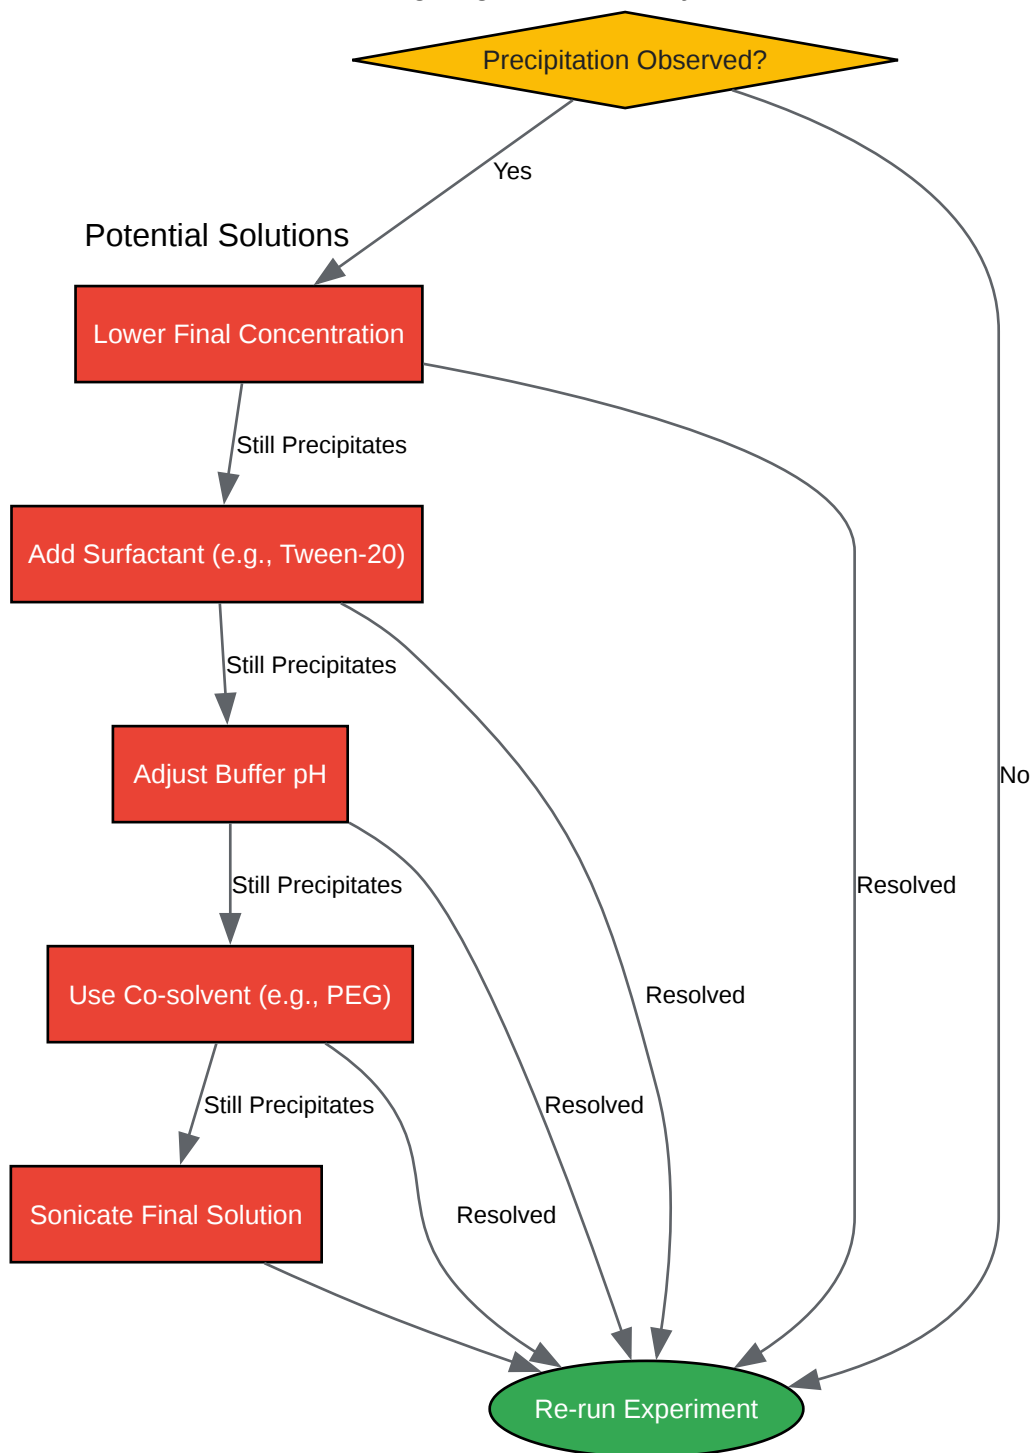 Precipitation Observed?
Yes
Potential Solutions
Lower Final Concentration
Still Precipitates
Add Surfactant (e.g., Tween-20)
Still Precipitates
Adjust Buffer pH
No
Still Precipitates
Resolved
Use Co-solvent (e.g., PEG)
Resolved
Still Precipitates
Resolved
Sonicate Final Solution
Resolved
Re-run Experiment